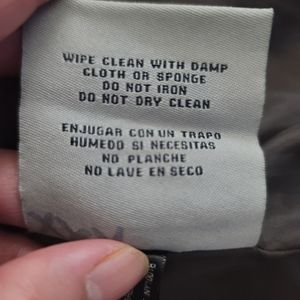 WIPE CLEAN WITH DAMP
CLOTH OR SPONGE
DO NOT IRON
DO NOT DRY CLEAN
ENJUGAR CON UN TRAPO
HUMEDO SI NECESITAS
NO PLANCHE
NO LAVE EN SECO